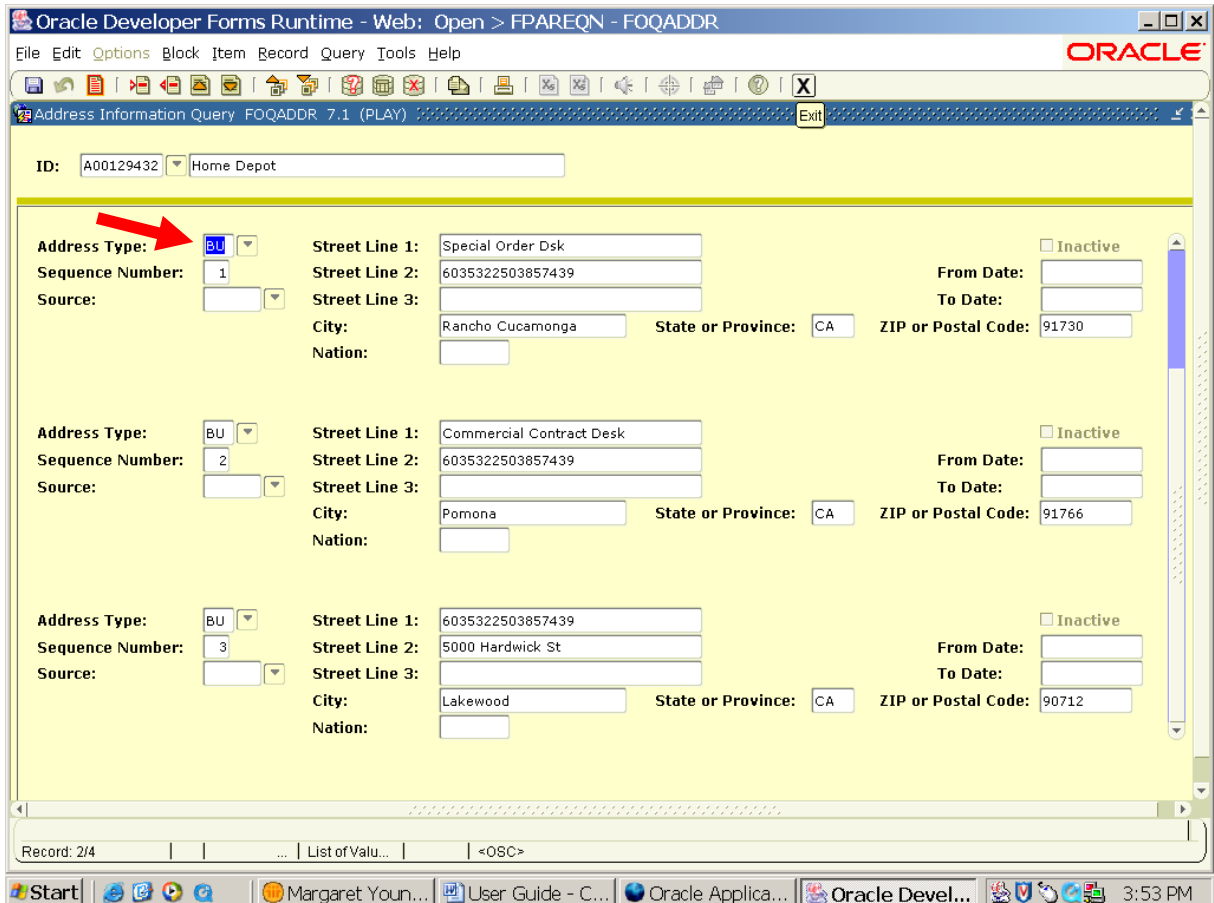 Oracle Developer Forms Runtime - Web: Open > FPAREQN - FOQADDR
File Edit Options Block Item Record Query Tools Help
ORACLE
X
Address Information Query FOQADDR 7.1 (PLAY)
Exit
ID: A00129432 Home Depot
Address Type: BU Street Line 1: Special Order Dsk Inactive
Sequence Number: 1 Street Line 2: 6035322503857439 From Date:
Source: Street Line 3: To Date:
City: Rancho Cucamonga State or Province: CA ZIP or Postal Code: 91730
Nation:
Address Type: BU Street Line 1: Commercial Contract Desk Inactive
Sequence Number: 2 Street Line 2: 6035322503857439 From Date:
Source: Street Line 3: To Date:
City: Pomona State or Province: CA ZIP or Postal Code: 91766
Nation:
Address Type: BU Street Line 1: 6035322503857439 Inactive
Sequence Number: 3 Street Line 2: 5000 Hardwick St From Date:
Source: Street Line 3: To Date:
City: Lakewood State or Province: CA ZIP or Postal Code: 90712
Nation:
Record: 2/4 ... List of Valu... <OSC>
Start Margaret Youn... User Guide - C... Oracle Applica... Oracle Devel... 3:53 PM